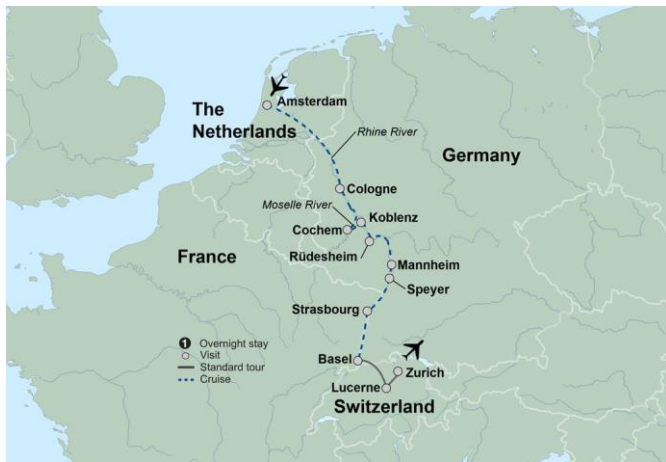 Amsterdam
The
Netherlands
Rhine River
Germany
Cologne
Moselle River
Koblenz
Cochem
Rüdesheim
France
Mannheim
Speyer
Strasbourg
1 Overnight stay
Visit
Standard tour
Cruise
Basel
Zurich
Lucerne
Switzerland